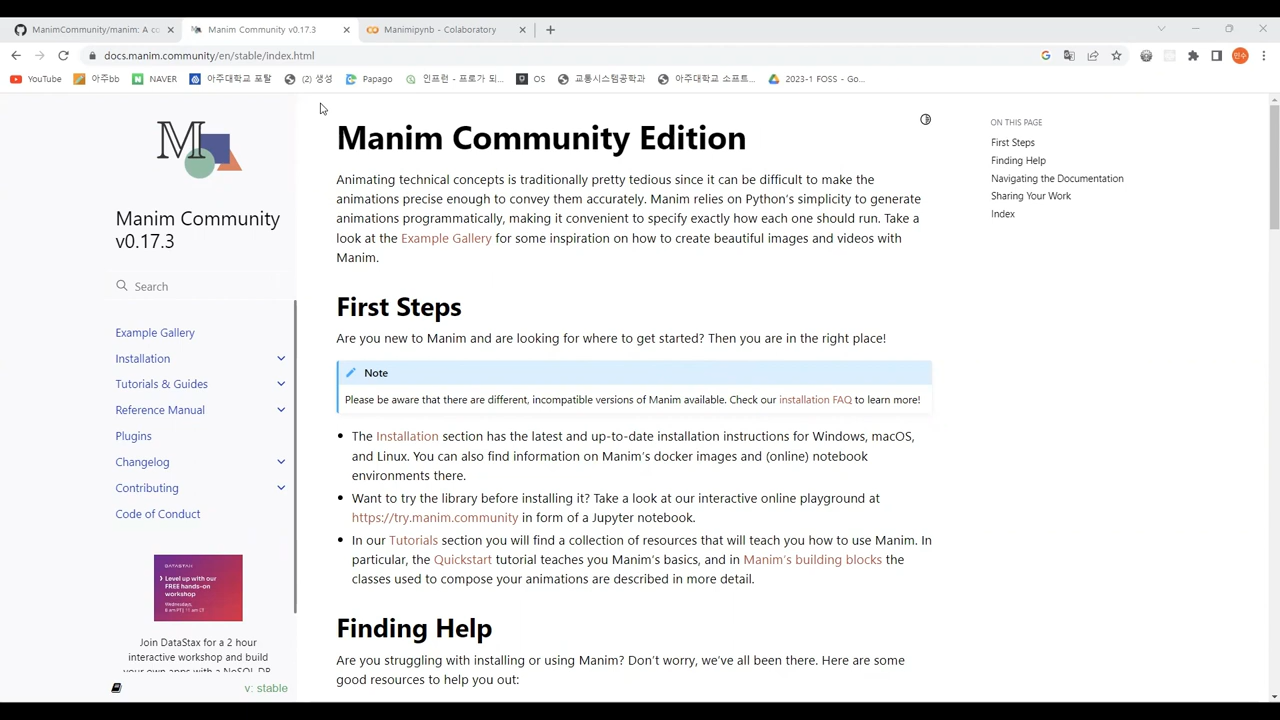 ManimCommunity/manim: A co
Manim Community v0.17.3
Manimipynb - Colaboratory
docs.manim.community/en/stable/index.html
민수
YouTube
아주bb
NAVER
아주대학교 포탈
(2) 생성
Papago
인프런 - 프로가 되...
OS
교통시스템공학과
아주대학교 소프트...
2023-1 FOSS - Go...
M
Manim Community
v0.17.3
Search
Example Gallery
Installation
Tutorials & Guides
Reference Manual
Plugins
Changelog
Contributing
Code of Conduct
DATASTAX
Level up with our
FREE hands-on
workshop
Wednesdays,
Join DataStax for a 2 hour
interactive workshop and build
your own apps with a NoSQL DB
v: stable
Manim Community Edition
Animating technical concepts is traditionally pretty tedious since it can be difficult to make the
animations precise enough to convey them accurately. Manim relies on Python's simplicity to generate
animations programmatically, making it convenient to specify exactly how each one should run. Take a
look at the Example Gallery for some inspiration on how to create beautiful images and videos with
Manim.
First Steps
Are you new to Manim and are looking for where to get started? Then you are in the right place!
Note
Please be aware that there are different, incompatible versions of Manim available. Check our installation FAQ to learn more!
• The Installation section has the latest and up-to-date installation instructions for Windows, macOS,
and Linux. You can also find information on Manim's docker images and (online) notebook
environments there.
• Want to try the library before installing it? Take a look at our interactive online playground at
https://try.manim.community in form of a Jupyter notebook.
• In our Tutorials section you will find a collection of resources that will teach you how to use Manim. In
particular, the Quickstart tutorial teaches you Manim's basics, and in Manim's building blocks the
classes used to compose your animations are described in more detail.
Finding Help
Are you struggling with installing or using Manim? Don't worry, we've all been there. Here are some
good resources to help you out:
ON THIS PAGE
First Steps
Finding Help
Navigating the Documentation
Sharing Your Work
Index